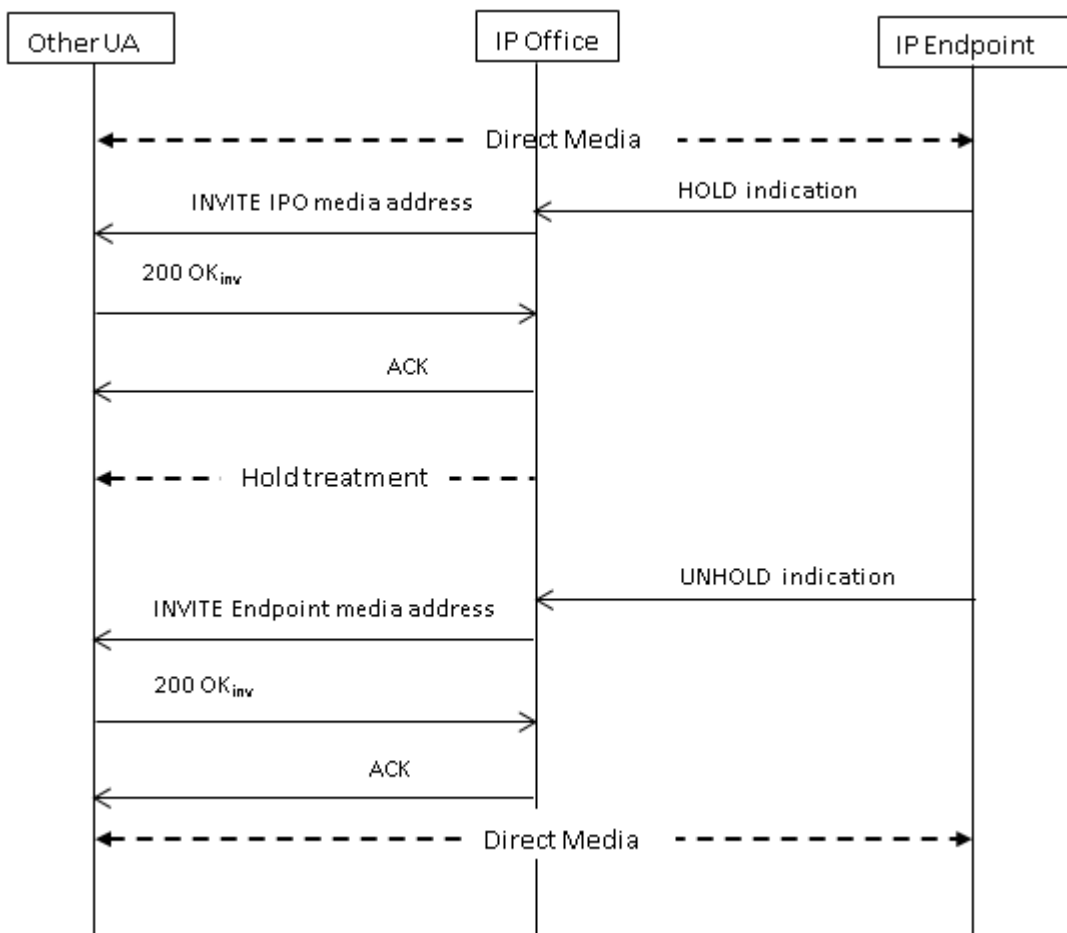 Other UA
IP Office
IP Endpoint
Direct Media
HOLD indication
INVITE IPO media address
200 OKinv
ACK
Hold treatment
UNHOLD indication
INVITE Endpoint media address
200 OKinv
ACK
Direct Media